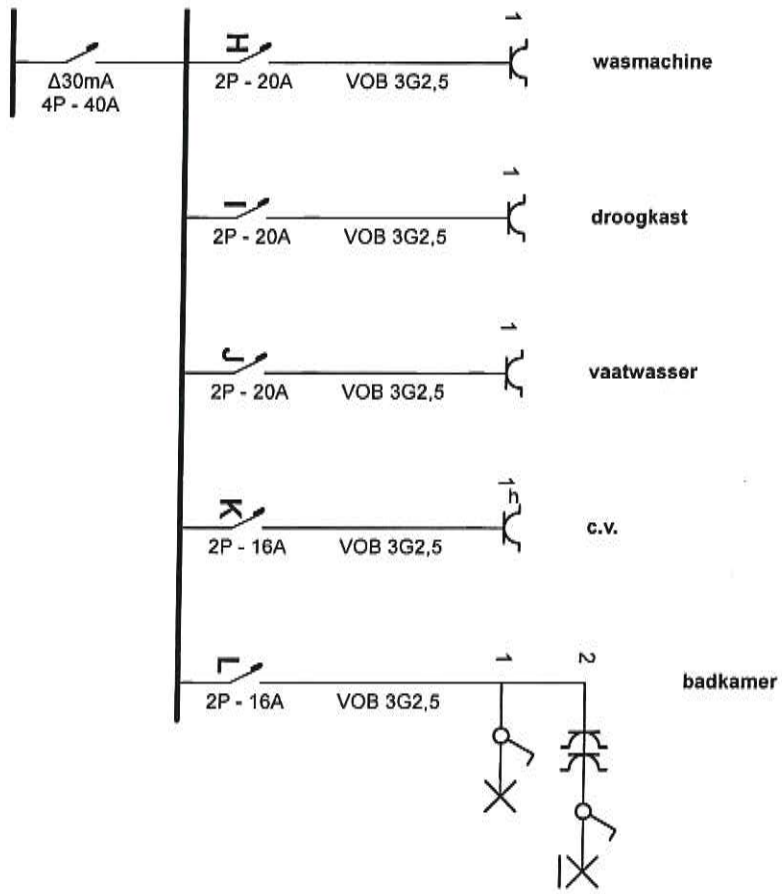 1
H
Δ30mA
4P - 40A
2P - 20A
VOB 3G2,5
wasmachine
1
I
2P - 20A
VOB 3G2,5
droogkast
1
J
2P - 20A
VOB 3G2,5
vaatwasser
1h
K
2P - 16A
VOB 3G2,5
c.v.
1
2
L
2P - 16A
VOB 3G2,5
badkamer